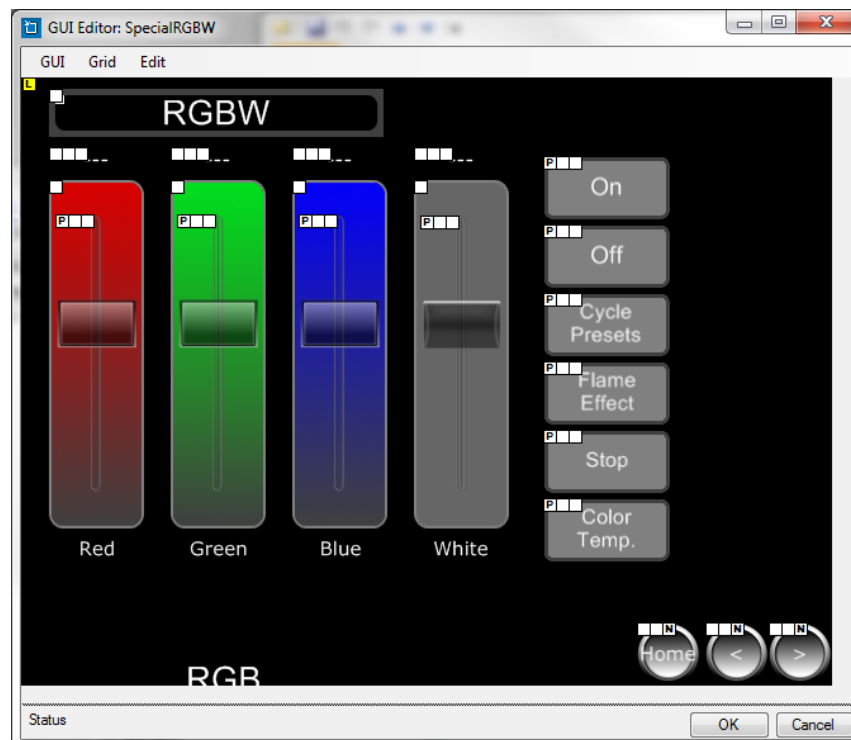 GUI Editor: SpecialRGBW
GUI Grid Edit
L
RGBW
--- --- --- ---
P On
P P P P
P Off
P Cycle
Presets
P Flame
Effect
P Stop
P Color
Temp.
Red Green Blue White
N N N
Home < >
RGB
Status
OK Cancel